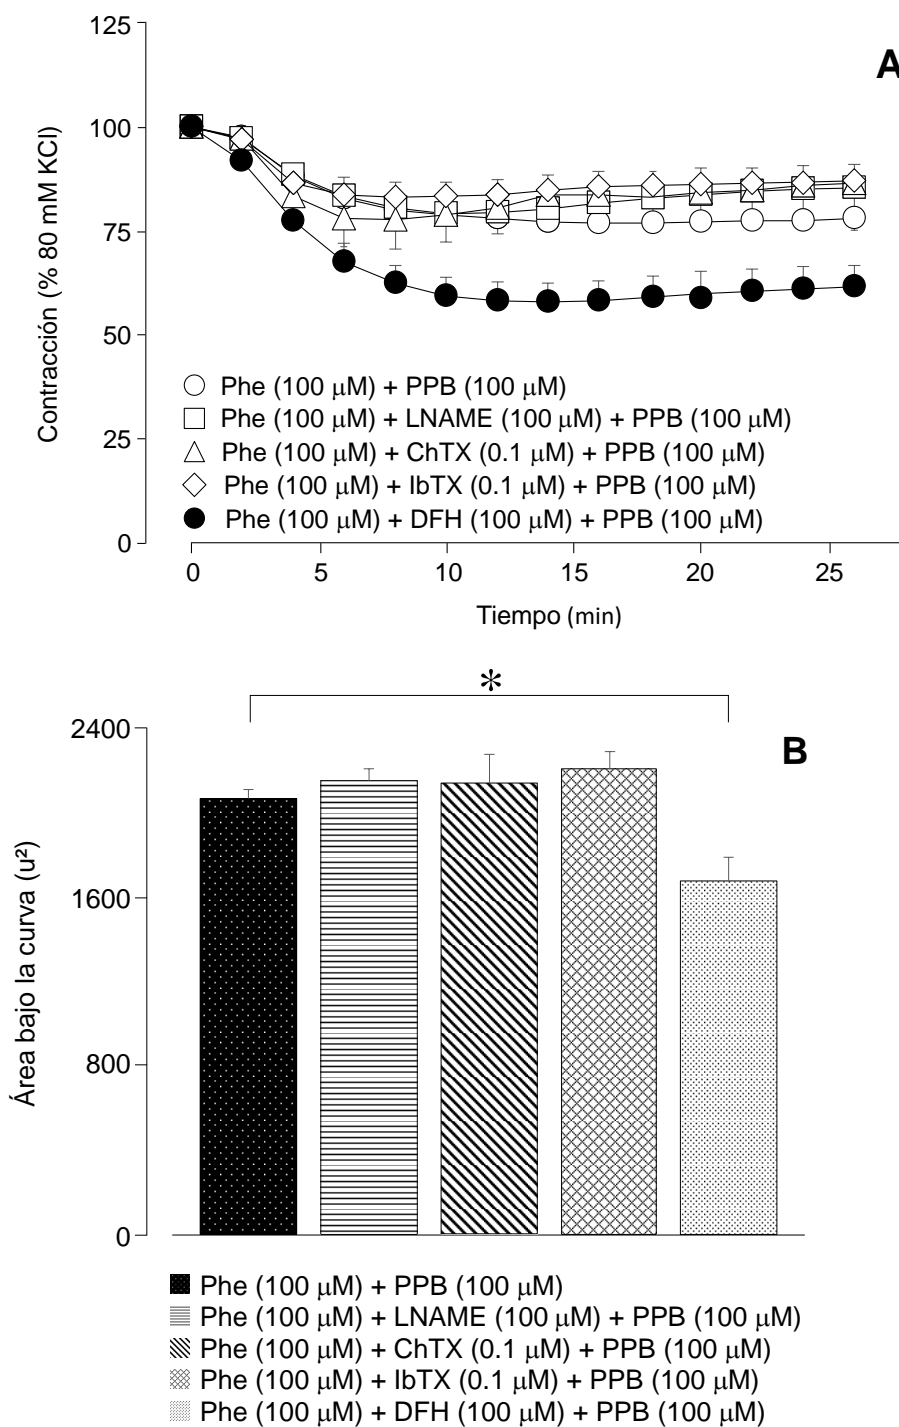 125
A
100
75
50
25
0
Contracción (% 80 mM KCl)
Phe (100 μM) + PPB (100 μM)
Phe (100 μM) + LNAME (100 μM) + PPB (100 μM)
Phe (100 μM) + ChTX (0.1 μM) + PPB (100 μM)
Phe (100 μM) + IbTX (0.1 μM) + PPB (100 μM)
Phe (100 μM) + DFH (100 μM) + PPB (100 μM)
0 5 10 15 20 25
Tiempo (min)
*
B
2400
1600
800
0
Área bajo la curva (u²)
Phe (100 μM) + PPB (100 μM)
Phe (100 μM) + LNAME (100 μM) + PPB (100 μM)
Phe (100 μM) + ChTX (0.1 μM) + PPB (100 μM)
Phe (100 μM) + IbTX (0.1 μM) + PPB (100 μM)
Phe (100 μM) + DFH (100 μM) + PPB (100 μM)